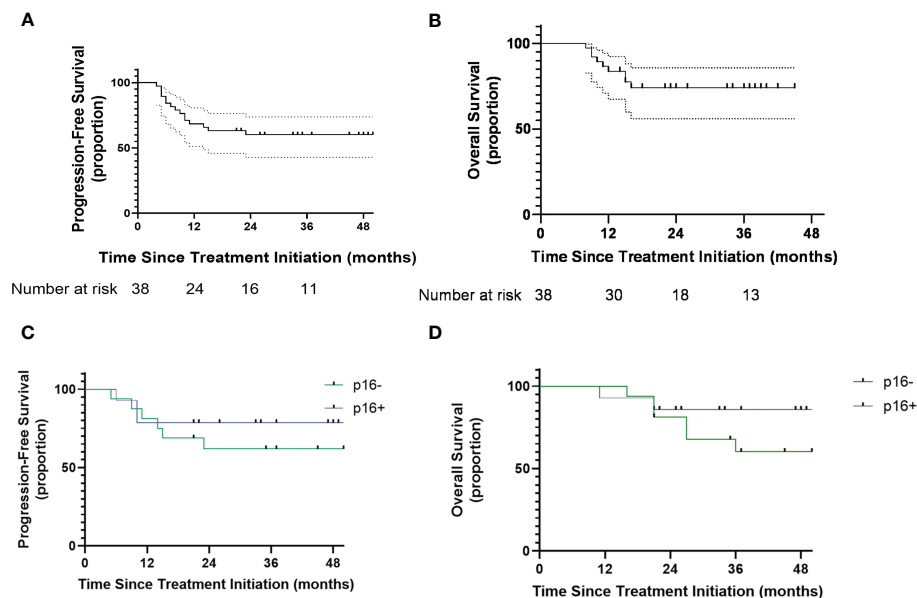 A
Progression-Free Survival
(proportion)
100
50
0
0 12 24 36 48
Time Since Treatment Initiation (months)
Number at risk 38 24 16 11
B
Overall Survival
(proportion)
100
50
0
0 12 24 36 48
Time Since Treatment Initiation (months)
Number at risk 38 30 18 13
C
Progression-Free Survival
(proportion)
100
50
0
0 12 24 36 48
Time Since Treatment Initiation (months)
p16-
p16+
D
Overall Survival
(proportion)
100
50
0
0 12 24 36 48
Time Since Treatment Initiation (months)
p16-
p16+